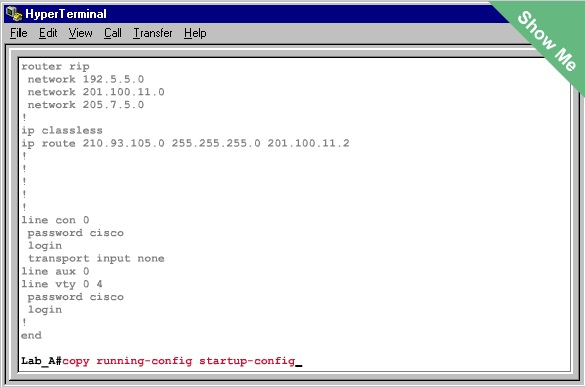 HyperTerminal
Show Me
File Edit View Call Transfer Help
router rip
network 192.5.5.0
network 201.100.11.0
network 205.7.5.0
!
ip classless
ip route 210.93.105.0 255.255.255.0 201.100.11.2
!
!
!
!
!
line con 0
password cisco
login
transport input none
line aux 0
line vty 0 4
password cisco
login
!
end
Lab_A#copy running-config startup-config_